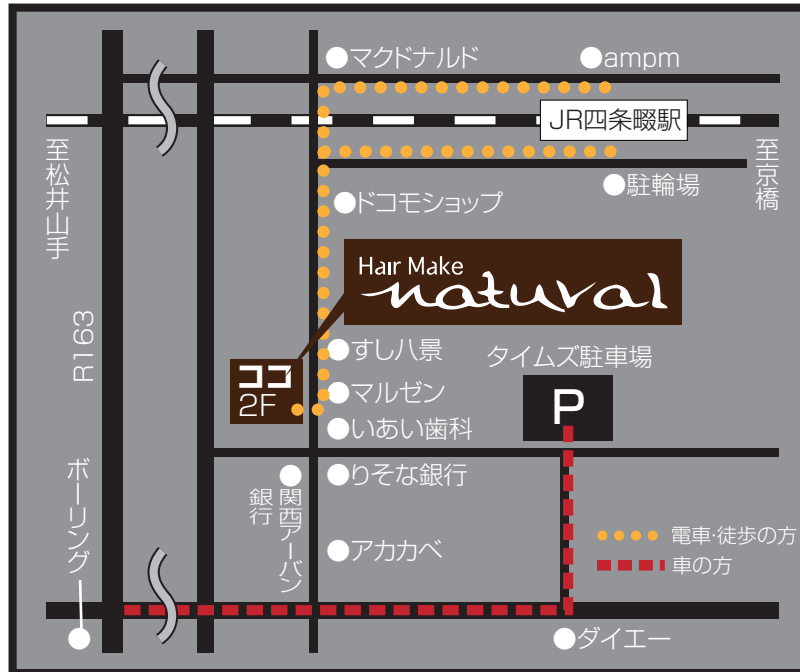 マクドナルド
ampm
JR四条畷駅
至松井山手
至京橋
駐輪場
ドコモショップ
Hair Make
natural
R163
すし八景
タイムズ駐車場
ココ
2F
マルゼン
P
いあい歯科
りそな銀行
ボーリング
関西アーバン
銀行
電車・徒歩の方
アカカベ
車の方
ダイエー